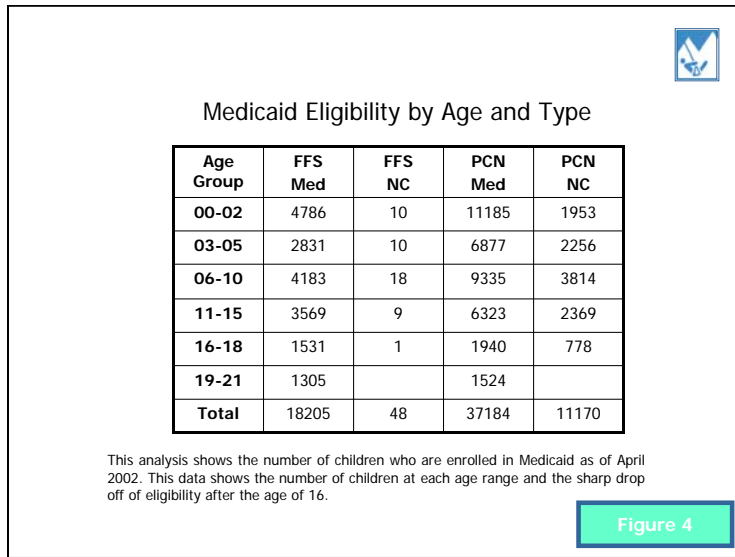 Medicaid Eligibility by Age and Type
Age Group FFS Med FFS NC PCN Med PCN NC
00-02 4786 10 11185 1953
03-05 2831 10 6877 2256
06-10 4183 18 9335 3814
11-15 3569 9 6323 2369
16-18 1531 1 1940 778
19-21 1305 1524
Total 18205 48 37184 11170
This analysis shows the number of children who are enrolled in Medicaid as of April
2002. This data shows the number of children at each age range and the sharp drop
off of eligibility after the age of 16.
Figure 4